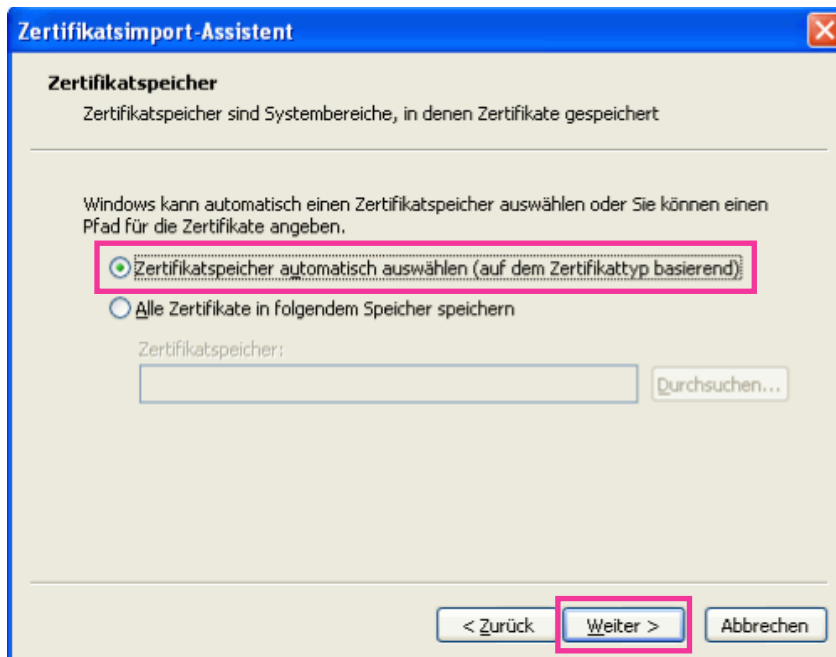 Zertifikatsimport-Assistent
Zertifikatspeicher
Zertifikatspeicher sind Systembereiche, in denen Zertifikate gespeichert
Windows kann automatisch einen Zertifikatspeicher auswählen oder Sie können einen
Pfad für die Zertifikate angeben.
Zertifikatspeicher automatisch auswählen (auf dem Zertifikattyp basierend)
Alle Zertifikate in folgendem Speicher speichern
Zertifikatspeicher:
Durchsuchen...
< Zurück Weiter > Abbrechen